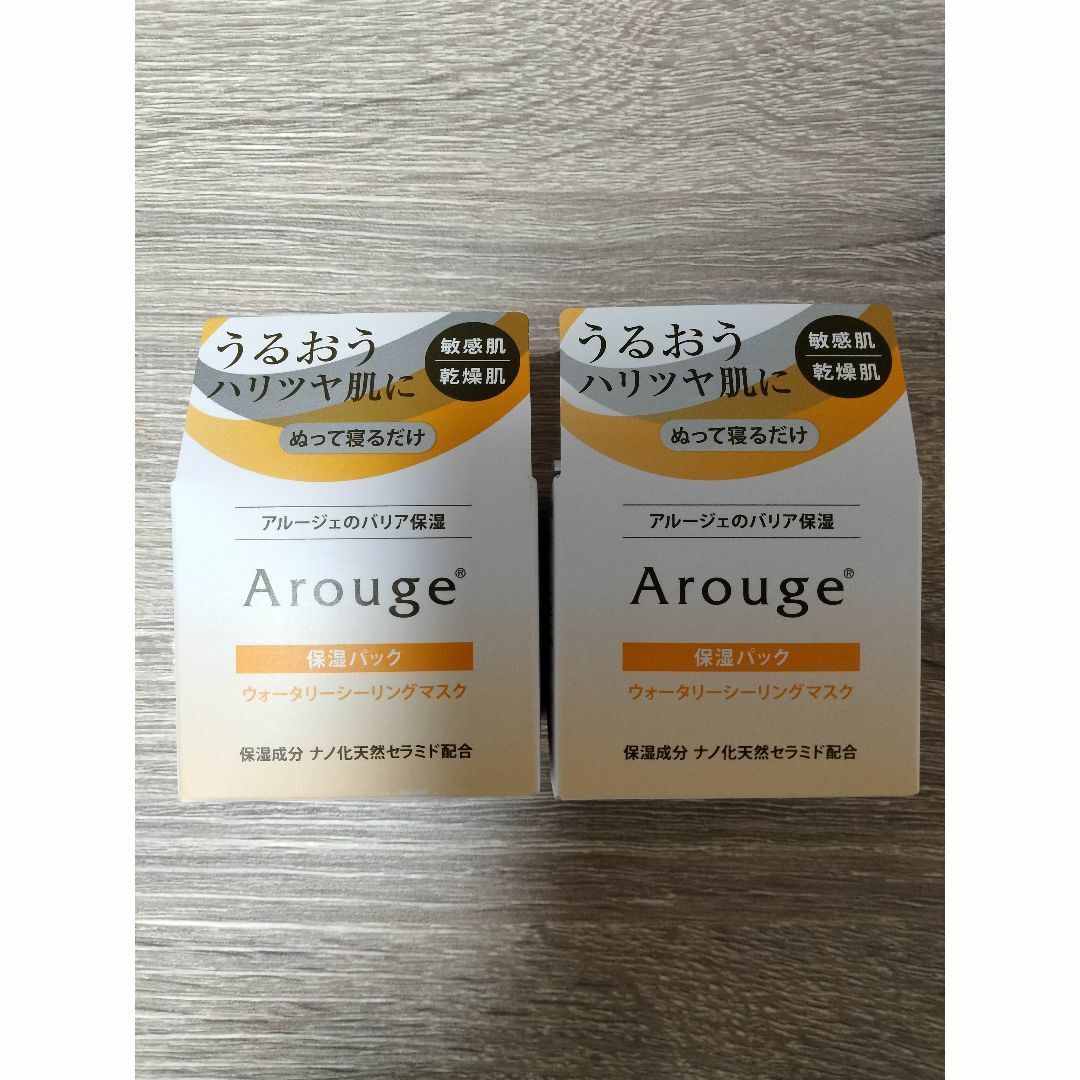 うるおう
ハリツヤ肌に
敏感肌
乾燥肌
ぬって寝るだけ
アルージェのバリア保湿
Arouge®
保湿パック
ウォータリーシーリングマスク
保湿成分 ナノ化天然セラミド配合
うるおう
ハリツヤ肌に
敏感肌
乾燥肌
ぬって寝るだけ
アルージェのバリア保湿
Arouge®
保湿パック
ウォータリーシーリングマスク
保湿成分 ナノ化天然セラミド配合